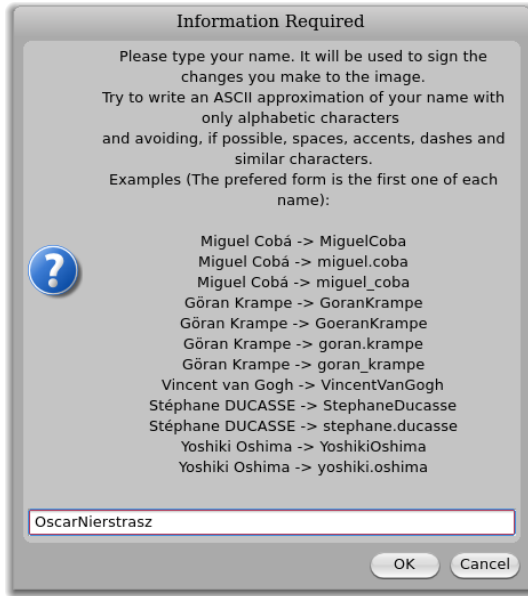 Information Required
Please type your name. It will be used to sign the
changes you make to the image.
Try to write an ASCII approximation of your name with
only alphabetic characters
and avoiding, if possible, spaces, accents, dashes and
similar characters.
Examples (The prefered form is the first one of each
name):
Miguel Cobá -> MiguelCoba
Miguel Cobá -> miguel.coba
Miguel Cobá -> miguel_coba
Göran Krampe -> GoranKrampe
Göran Krampe -> GoeranKrampe
Göran Krampe -> goran.krampe
Göran Krampe -> goran_krampe
Vincent van Gogh -> VincentVanGogh
Stéphane DUCASSE -> StephaneDucasse
Stéphane DUCASSE -> stephane.ducasse
Yoshiki Oshima -> YoshikiOshima
Yoshiki Oshima -> yoshiki.oshima
OscarNierstrasz
OK Cancel